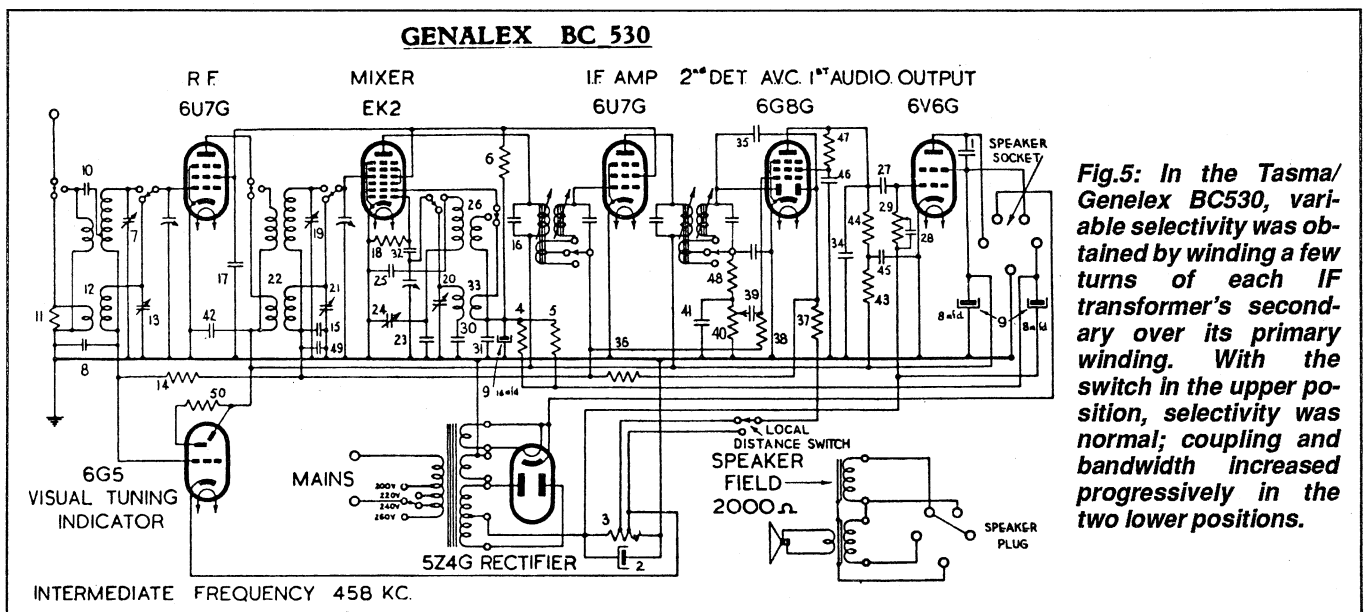 GENALEX BC 530
R F.
6U7G
MIXER
EK2
I.F. AMP
6U7G
2ND DET. A.V.C. 1ST AUDIO.
6G8G
OUTPUT
6V6G
10
7
12
13
11
8
14
17
42
22
19
21
15
49
18
32
25
24
23
26
20
33
30
31
9
16 mfd
6
16
4
5
36
16
35
48
41
40
39
38
37
47
46
34
44
43
27
29
28
45
1
SPEAKER
SOCKET
9
8 mfd
8 mfd
50
6G5
VISUAL TUNING
INDICATOR
MAINS
200V
220V
240V
260V
5Z4G RECTIFIER
3
2
LOCAL
DISTANCE SWITCH
SPEAKER
FIELD
2000 Ω
SPEAKER
PLUG
INTERMEDIATE FREQUENCY 458 KC.
Fig.5: In the Tasma/
Genelex BC530, vari-
able selectivity was ob-
tained by winding a few
turns of each IF
transformer's second-
ary over its primary
winding. With the
switch in the upper po-
sition, selectivity was
normal; coupling and
bandwidth increased
progressively in the
two lower positions.